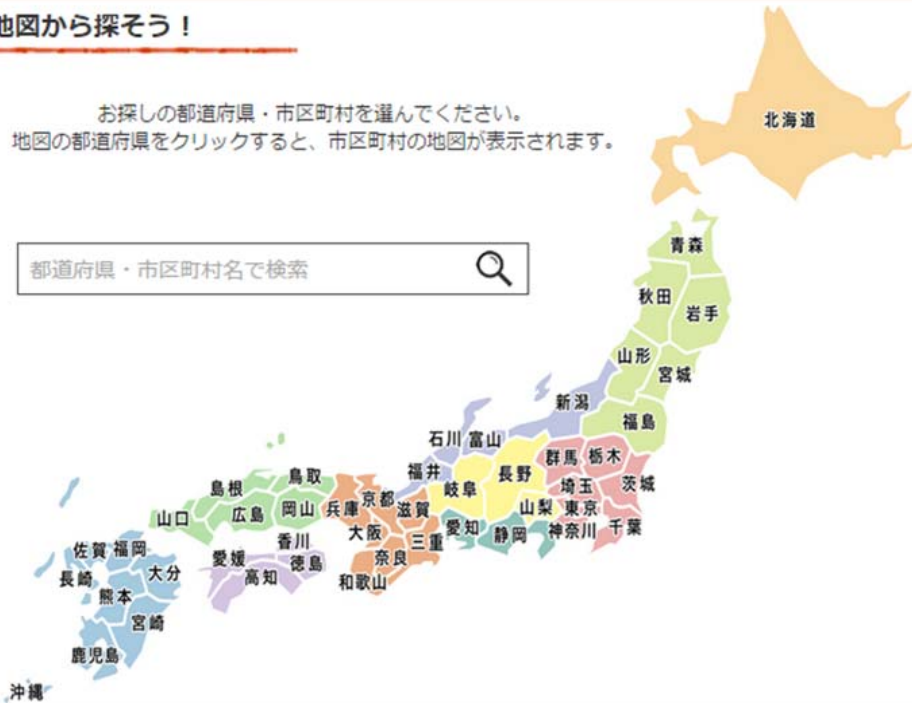 地図から探そう！
お探しの都道府県・市区町村を選んでください。
地図の都道府県をクリックすると、市区町村の地図が表示されます。
都道府県・市区町村名で検索
北海道
青森
秋田
岩手
山形
宮城
新潟
福島
石川 富山
福井
岐阜
長野
群馬 栃木
茨城
埼玉
山梨 東京
神奈川 千葉
愛知 静岡
鳥取
島根
広島 岡山
山口
兵庫 京都 滋賀
大阪
三重
奈良
和歌山
香川
愛媛
徳島
高知
佐賀 福岡
長崎
大分
熊本
宮崎
鹿児島
沖縄